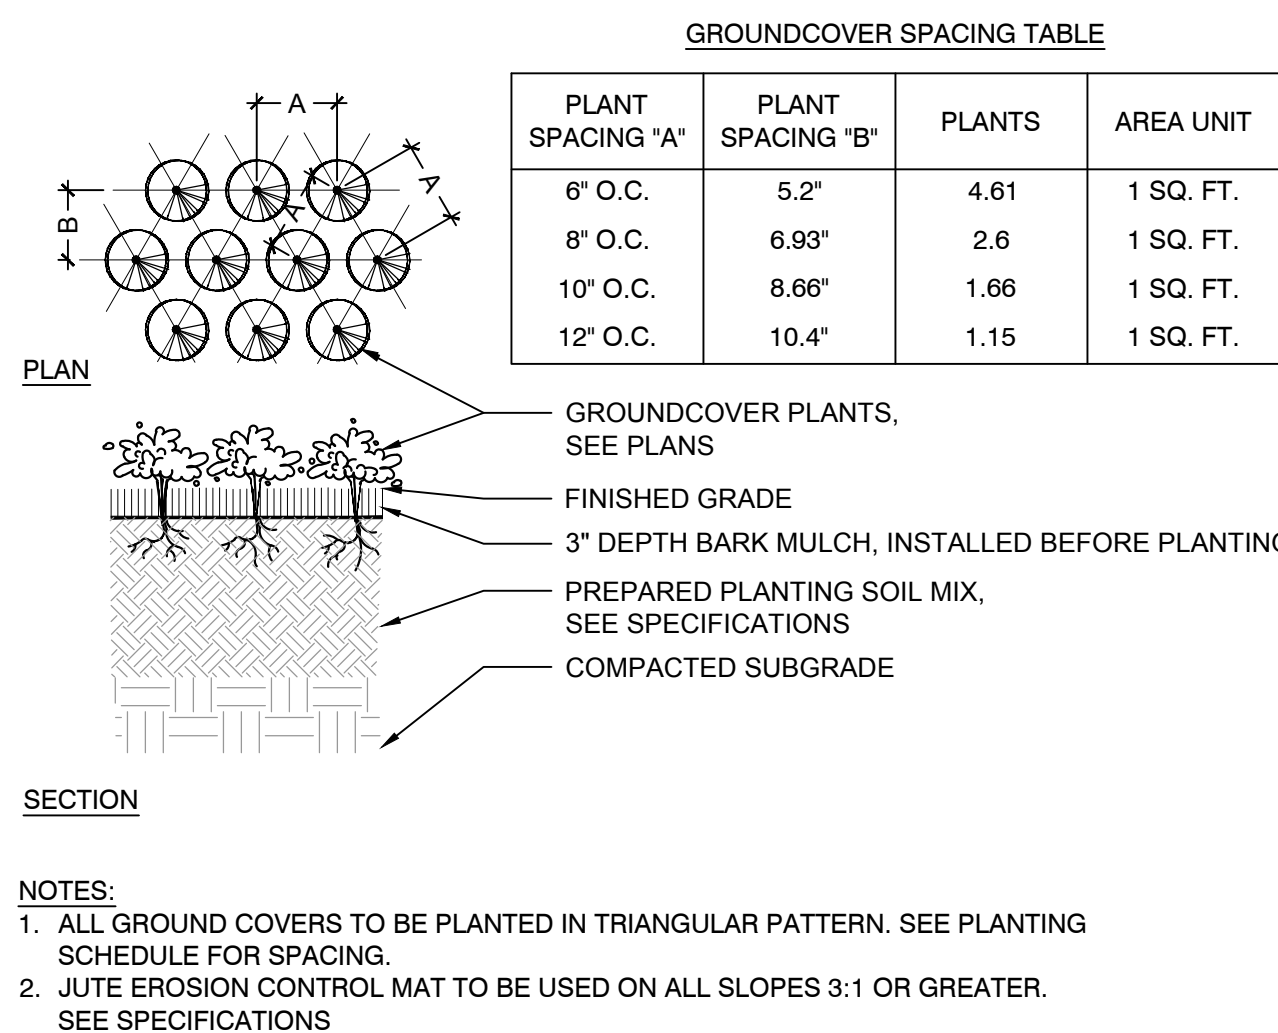 GROUNDCOVER SPACING TABLE
PLANT SPACING "A" PLANT SPACING "B" PLANTS AREA UNIT
6" O.C. 5.2" 4.61 1 SQ. FT.
8" O.C. 6.93" 2.6 1 SQ. FT.
10" O.C. 8.66" 1.66 1 SQ. FT.
12" O.C. 10.4" 1.15 1 SQ. FT.
A
A
A
B
PLAN
GROUNDCOVER PLANTS,
SEE PLANS
FINISHED GRADE
3" DEPTH BARK MULCH, INSTALLED BEFORE PLANTING
PREPARED PLANTING SOIL MIX,
SEE SPECIFICATIONS
COMPACTED SUBGRADE
SECTION
NOTES:
1. ALL GROUND COVERS TO BE PLANTED IN TRIANGULAR PATTERN. SEE PLANTING
SCHEDULE FOR SPACING.
2. JUTE EROSION CONTROL MAT TO BE USED ON ALL SLOPES 3:1 OR GREATER.
SEE SPECIFICATIONS